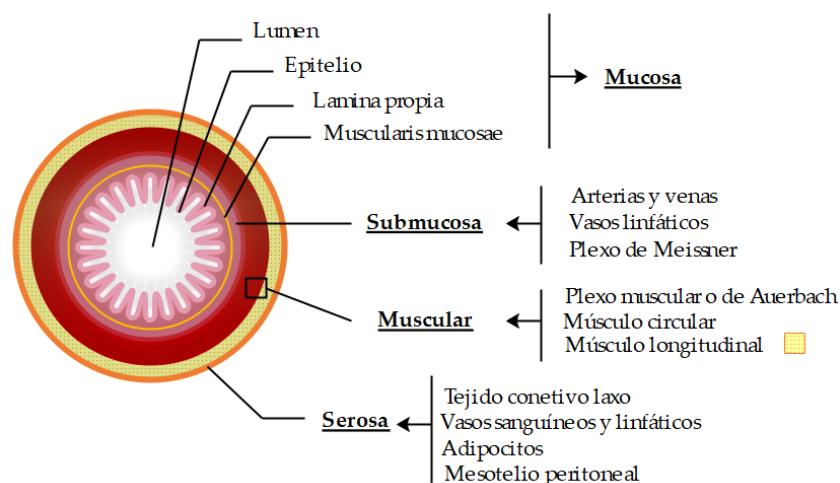 Lumen
Epitelio
Lamina propia
Muscularis mucosae
Mucosa
Submucosa
Arterias y venas
Vasos linfáticos
Plexo de Meissner
Muscular
Plexo muscular o de Auerbach
Músculo circular
Músculo longitudinal
Serosa
Tejido conetivo laxo
Vasos sanguíneos y linfáticos
Adipocitos
Mesotelio peritoneal